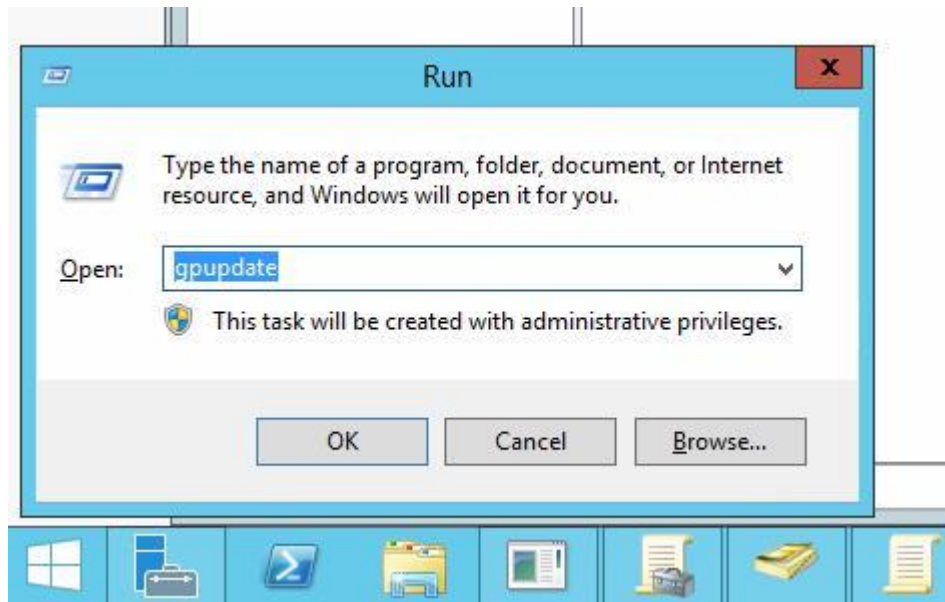 Run
x
Type the name of a program, folder, document, or Internet
resource, and Windows will open it for you.
Open: gpupdate
This task will be created with administrative privileges.
OK Cancel Browse...